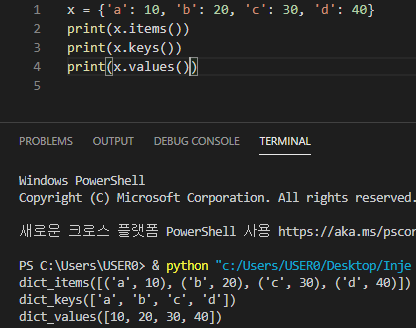 1 x = {'a': 10, 'b': 20, 'c': 30, 'd': 40}
2 print(x.items())
3 print(x.keys())
4 print(x.values())
5
PROBLEMS OUTPUT DEBUG CONSOLE TERMINAL
Windows PowerShell
Copyright (C) Microsoft Corporation. All rights reserved.
새로운 크로스 플랫폼 PowerShell 사용 https://aka.ms/pscor
PS C:\Users\USER0> & python "c:/Users/USER0/Desktop/Inje
dict_items([('a', 10), ('b', 20), ('c', 30), ('d', 40)])
dict_keys(['a', 'b', 'c', 'd'])
dict_values([10, 20, 30, 40])